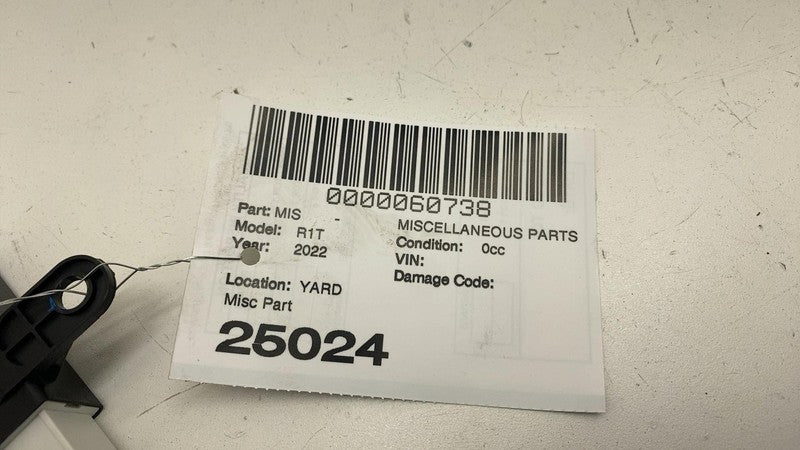 0000060738
Part: MIS - MISCELLANEOUS PARTS
Model: R1T Condition: 0cc
Year: 2022 VIN:
Damage Code:
Location: YARD
Misc Part
25024